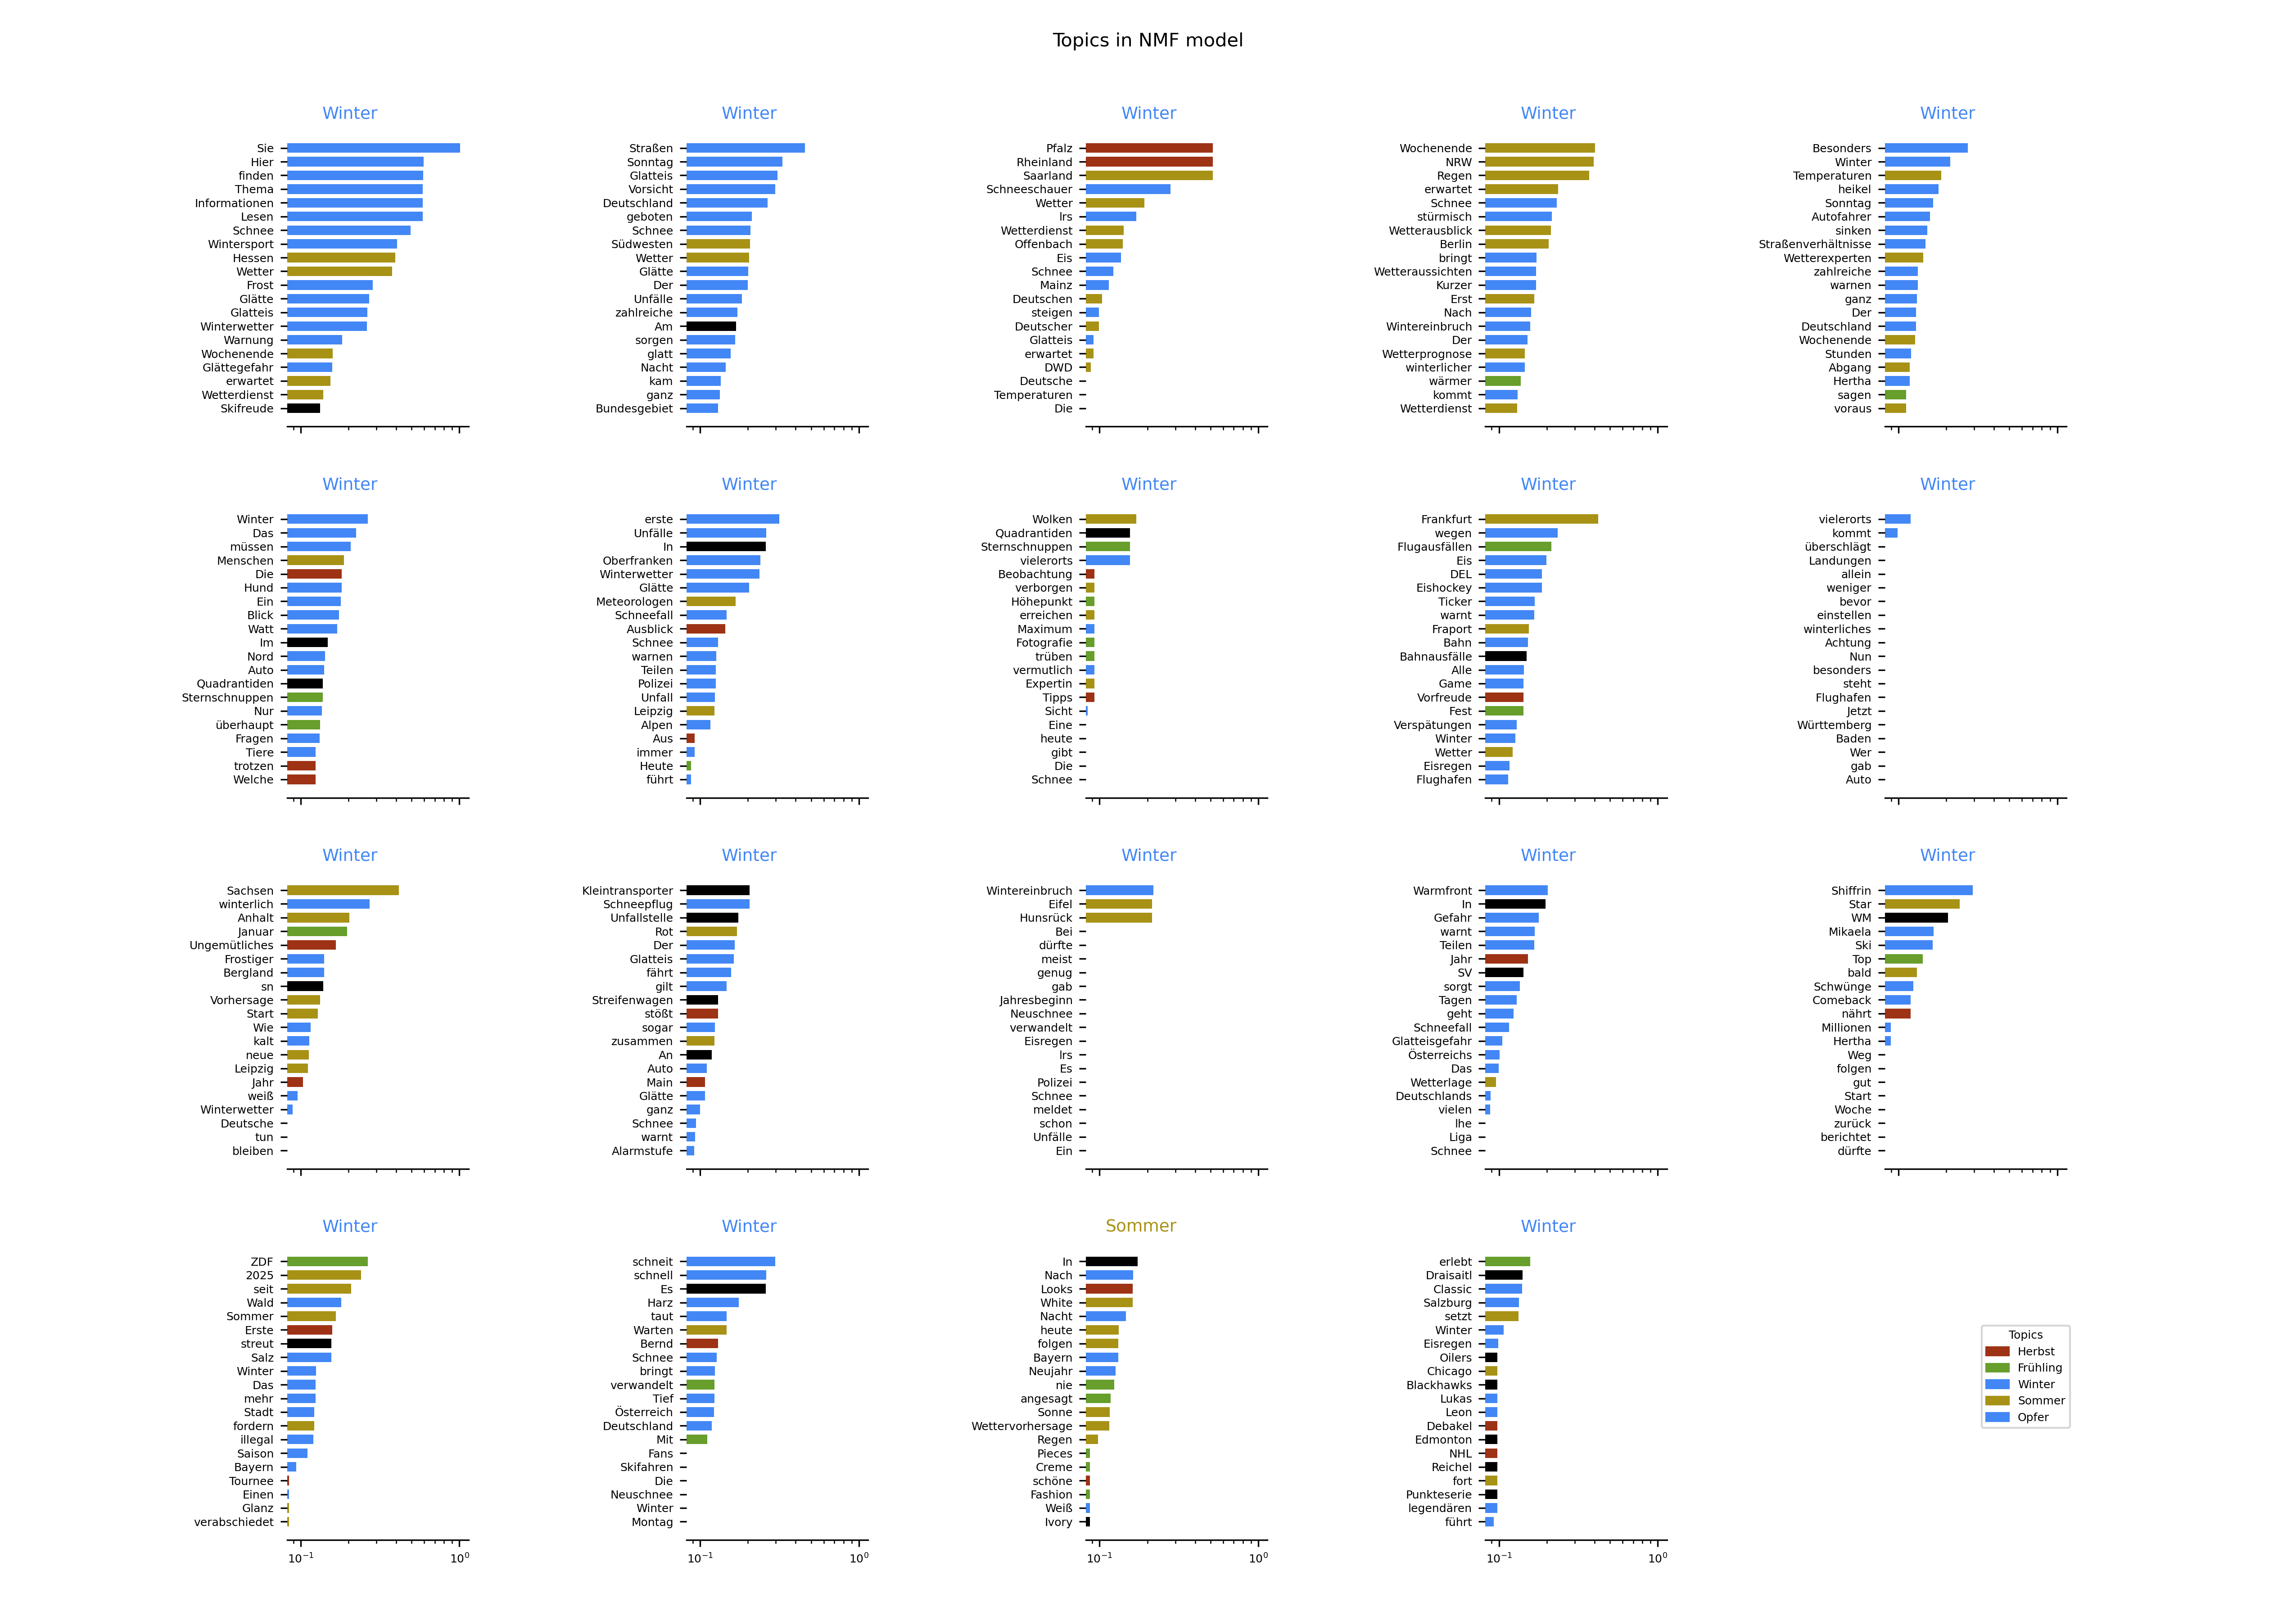 Topics in NMF model
Winter
Sie
Hier
finden
Thema
Informationen
Lesen
Schnee
Wintersport
Hessen
Wetter
Frost
Glätte
Glatteis
Winterwetter
Warnung
Wochenende
Glättegefahr
erwartet
Wetterdienst
Skifreude
Winter
Straßen
Sonntag
Glatteis
Vorsicht
Deutschland
geboten
Schnee
Südwesten
Wetter
Glätte
Der
Unfälle
zahlreiche
Am
sorgen
glatt
Nacht
kam
ganz
Bundesgebiet
Winter
Pfalz
Rheinland
Saarland
Schneeschauer
Wetter
Irs
Wetterdienst
Offenbach
Eis
Schnee
Mainz
Deutschen
steigen
Deutscher
Glatteis
erwartet
DWD
Deutsche
Temperaturen
Die
Winter
Wochenende
NRW
Regen
erwartet
Schnee
stürmisch
Wetterausblick
Berlin
bringt
Wetteraussichten
Kurzer
Erst
Nach
Wintereinbruch
Der
Wetterprognose
winterlicher
wärmer
kommt
Wetterdienst
Winter
Besonders
Winter
Temperaturen
heikel
Sonntag
Autofahrer
sinken
Straßenverhältnisse
Wetterexperten
zahlreiche
warnen
ganz
Der
Deutschland
Wochenende
Stunden
Abgang
Hertha
sagen
voraus
Winter
Winter
Das
müssen
Menschen
Die
Hund
Ein
Blick
Watt
Im
Nord
Auto
Quadrantiden
Sternschnuppen
Nur
überhaupt
Fragen
Tiere
trotzen
Welche
Winter
erste
Unfälle
In
Oberfranken
Winterwetter
Glätte
Meteorologen
Schneefall
Ausblick
Schnee
warnen
Teilen
Polizei
Unfall
Leipzig
Alpen
Aus
immer
Heute
führt
Winter
Wolken
Quadrantiden
Sternschnuppen
vielerorts
Beobachtung
verborgen
Höhepunkt
erreichen
Maximum
Fotografie
trüben
vermutlich
Expertin
Tipps
Sicht
Eine
heute
gibt
Die
Schnee
Winter
Frankfurt
wegen
Flugausfällen
Eis
DEL
Eishockey
Ticker
warnt
Fraport
Bahn
Bahnausfälle
Alle
Game
Vorfreude
Fest
Verspätungen
Winter
Wetter
Eisregen
Flughafen
Winter
vielerorts
kommt
überschlägt
Landungen
allein
weniger
bevor
einstellen
winterliches
Achtung
Nun
besonders
steht
Flughafen
Jetzt
Württemberg
Baden
Wer
gab
Auto
Winter
Sachsen
winterlich
Anhalt
Januar
Ungemütliches
Frostiger
Bergland
sn
Vorhersage
Start
Wie
kalt
neue
Leipzig
Jahr
weiß
Winterwetter
Deutsche
tun
bleiben
Winter
Kleintransporter
Schneepflug
Unfallstelle
Rot
Der
Glatteis
fährt
gilt
Streifenwagen
stößt
sogar
zusammen
An
Auto
Main
Glätte
ganz
Schnee
warnt
Alarmstufe
Winter
Wintereinbruch
Eifel
Hunsrück
Bei
dürfte
meist
genug
gab
Jahresbeginn
Neuschnee
verwandelt
Eisregen
Irs
Es
Polizei
Schnee
meldet
schon
Unfälle
Ein
Winter
Warmfront
In
Gefahr
warnt
Teilen
Jahr
SV
sorgt
Tagen
geht
Schneefall
Glatteisgefahr
Österreichs
Das
Wetterlage
Deutschlands
vielen
lhe
Liga
Schnee
Winter
Shiffrin
Star
WM
Mikaela
Ski
Top
bald
Schwünge
Comeback
nährt
Millionen
Hertha
Weg
folgen
gut
Start
Woche
zurück
berichtet
dürfte
Winter
ZDF
2025
seit
Wald
Sommer
Erste
streut
Salz
Winter
Das
mehr
Stadt
fordern
illegal
Saison
Bayern
Tournee
Einen
Glanz
verabschiedet
10⁻¹ 10⁰
Winter
schneit
schnell
Es
Harz
taut
Warten
Bernd
Schnee
bringt
verwandelt
Tief
Österreich
Deutschland
Mit
Fans
Skifahren
Die
Neuschnee
Winter
Montag
10⁻¹ 10⁰
Sommer
In
Nach
Looks
White
Nacht
heute
folgen
Bayern
Neujahr
nie
angesagt
Sonne
Wettervorhersage
Regen
Pieces
Creme
schöne
Fashion
Weiß
Ivory
10⁻¹ 10⁰
Winter
erlebt
Draisaitl
Classic
Salzburg
setzt
Winter
Eisregen
Oilers
Chicago
Blackhawks
Lukas
Leon
Debakel
Edmonton
NHL
Reichel
fort
Punkteserie
legendären
führt
10⁻¹ 10⁰
Topics
Herbst
Frühling
Winter
Sommer
Opfer